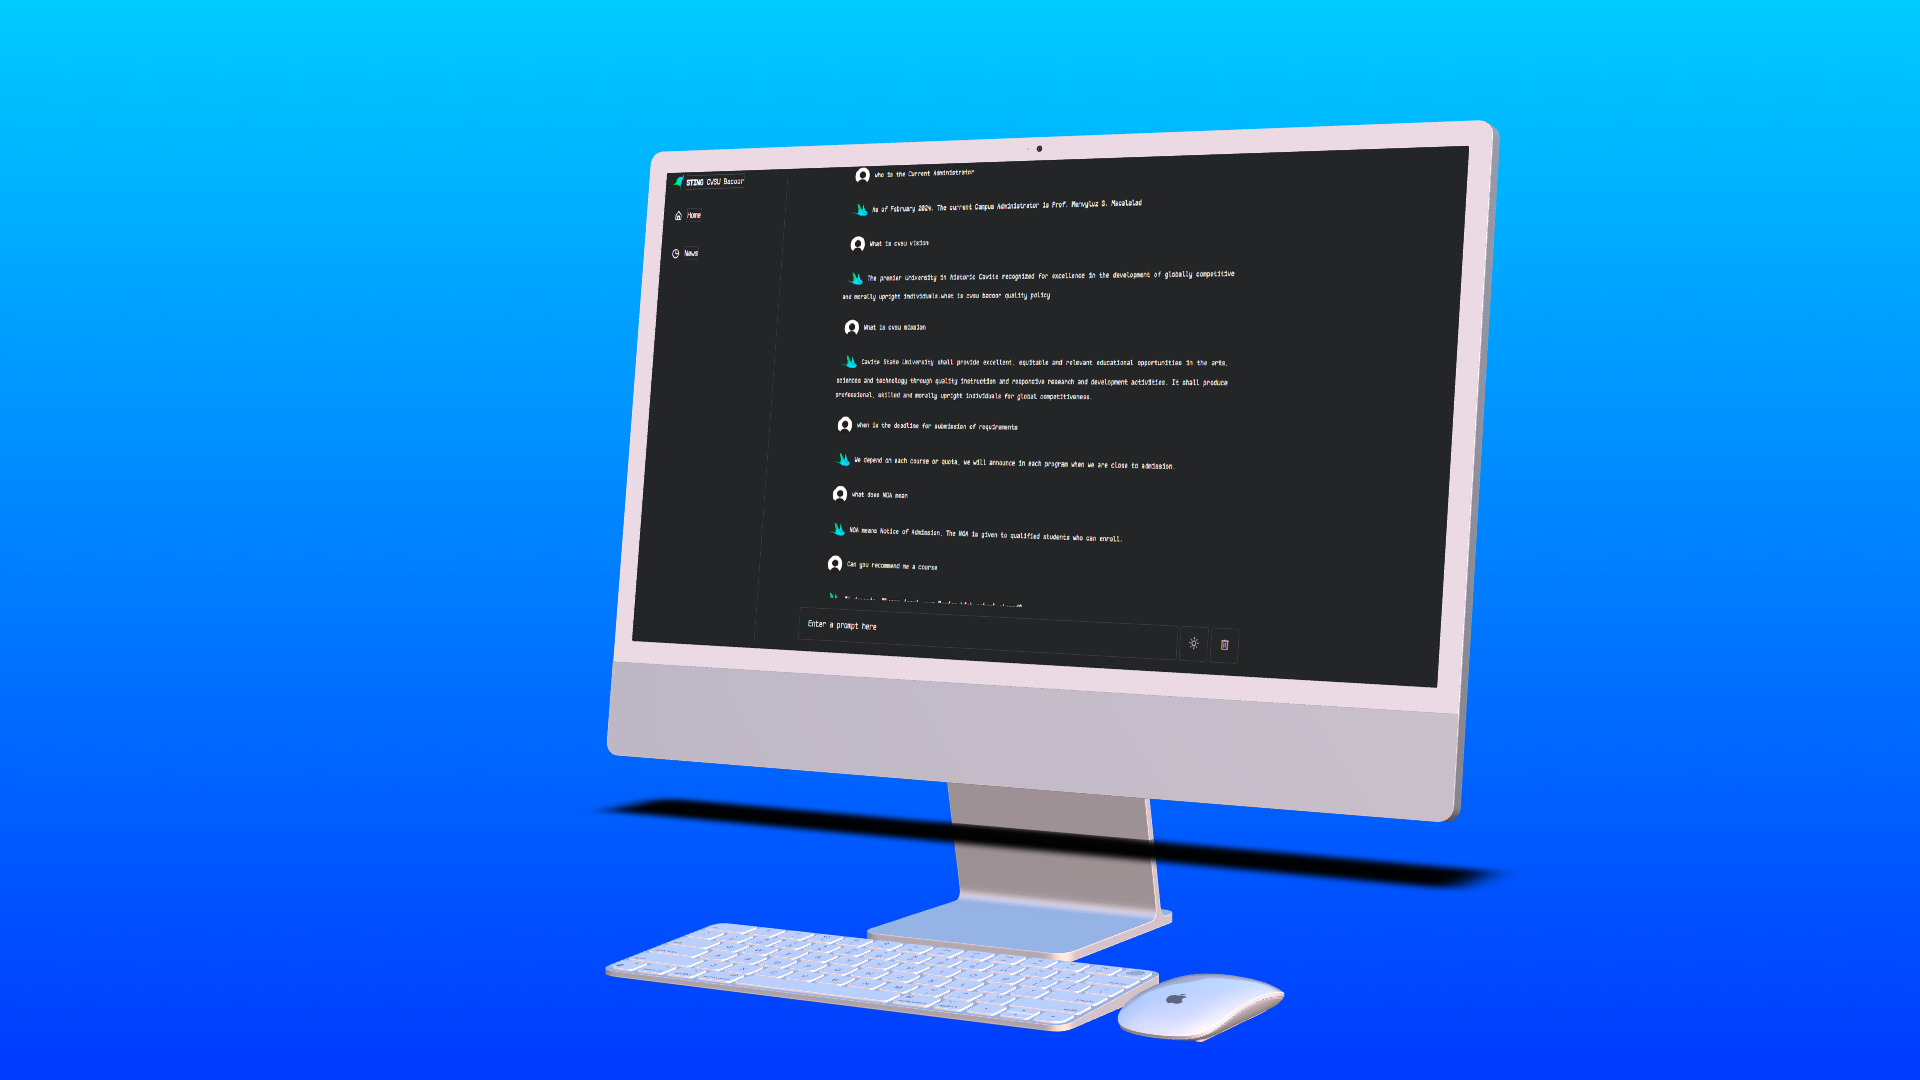 STING CVSU Bacoor
Home
News
who is the Current Administrator
As of February 2024, The current Campus Administrator is Prof. Menvyluz S. Macalalad
What is cvsu vision
The premier university in historic Cavite recognized for excellence in the development of globally competitive
and morally upright individuals.what is cvsu bacoor quality policy
What is cvsu mission
Cavite State University shall provide excellent, equitable and relevant educational opportunities in the arts,
sciences and technology through quality instruction and responsive research and development activities. It shall produce
professional, skilled and morally upright individuals for global competitiveness.
when is the deadline for submission of requirements
We depend on each course or quota, we will announce in each program when we are close to admission.
what does NOA mean
NOA means Notice of Admission, The NOA is given to qualified students who can enroll.
Can you recommend me a course
Enter a prompt here